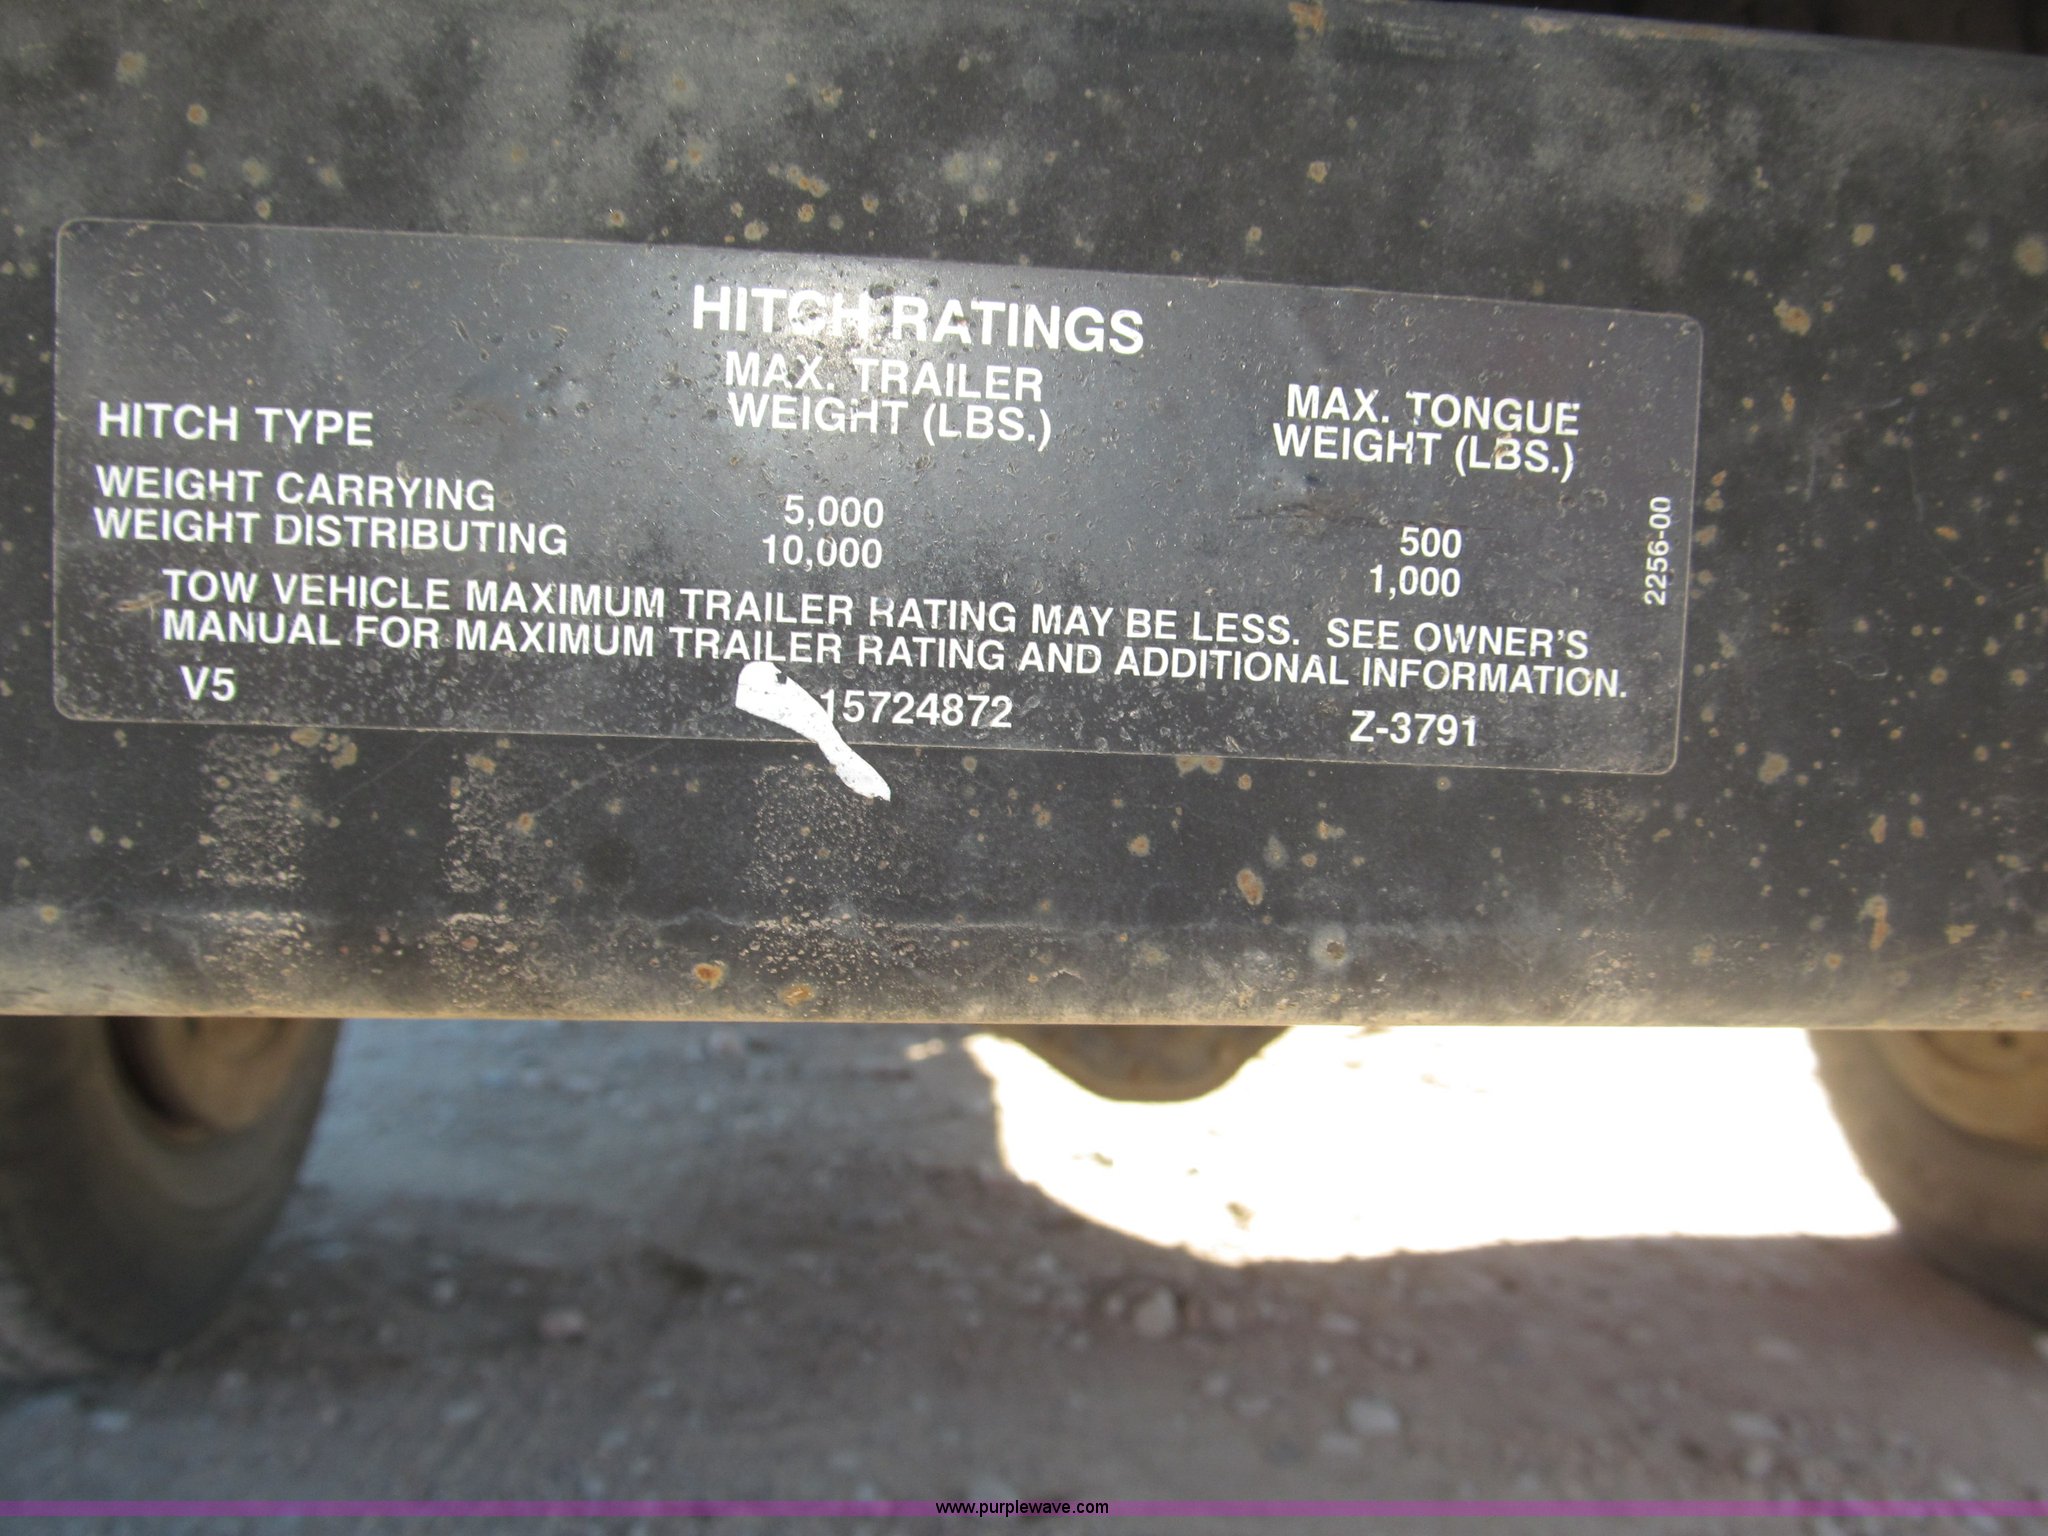 HITCH RATINGS
MAX. TRAILER
WEIGHT (LBS.)
MAX. TONGUE
WEIGHT (LBS.)
HITCH TYPE
WEIGHT CARRYING 5,000 500
WEIGHT DISTRIBUTING 10,000 1,000
TOW VEHICLE MAXIMUM TRAILER RATING MAY BE LESS. SEE OWNER'S
MANUAL FOR MAXIMUM TRAILER RATING AND ADDITIONAL INFORMATION.
V5 15724872 Z-3791
2256-00
www.purplewave.com